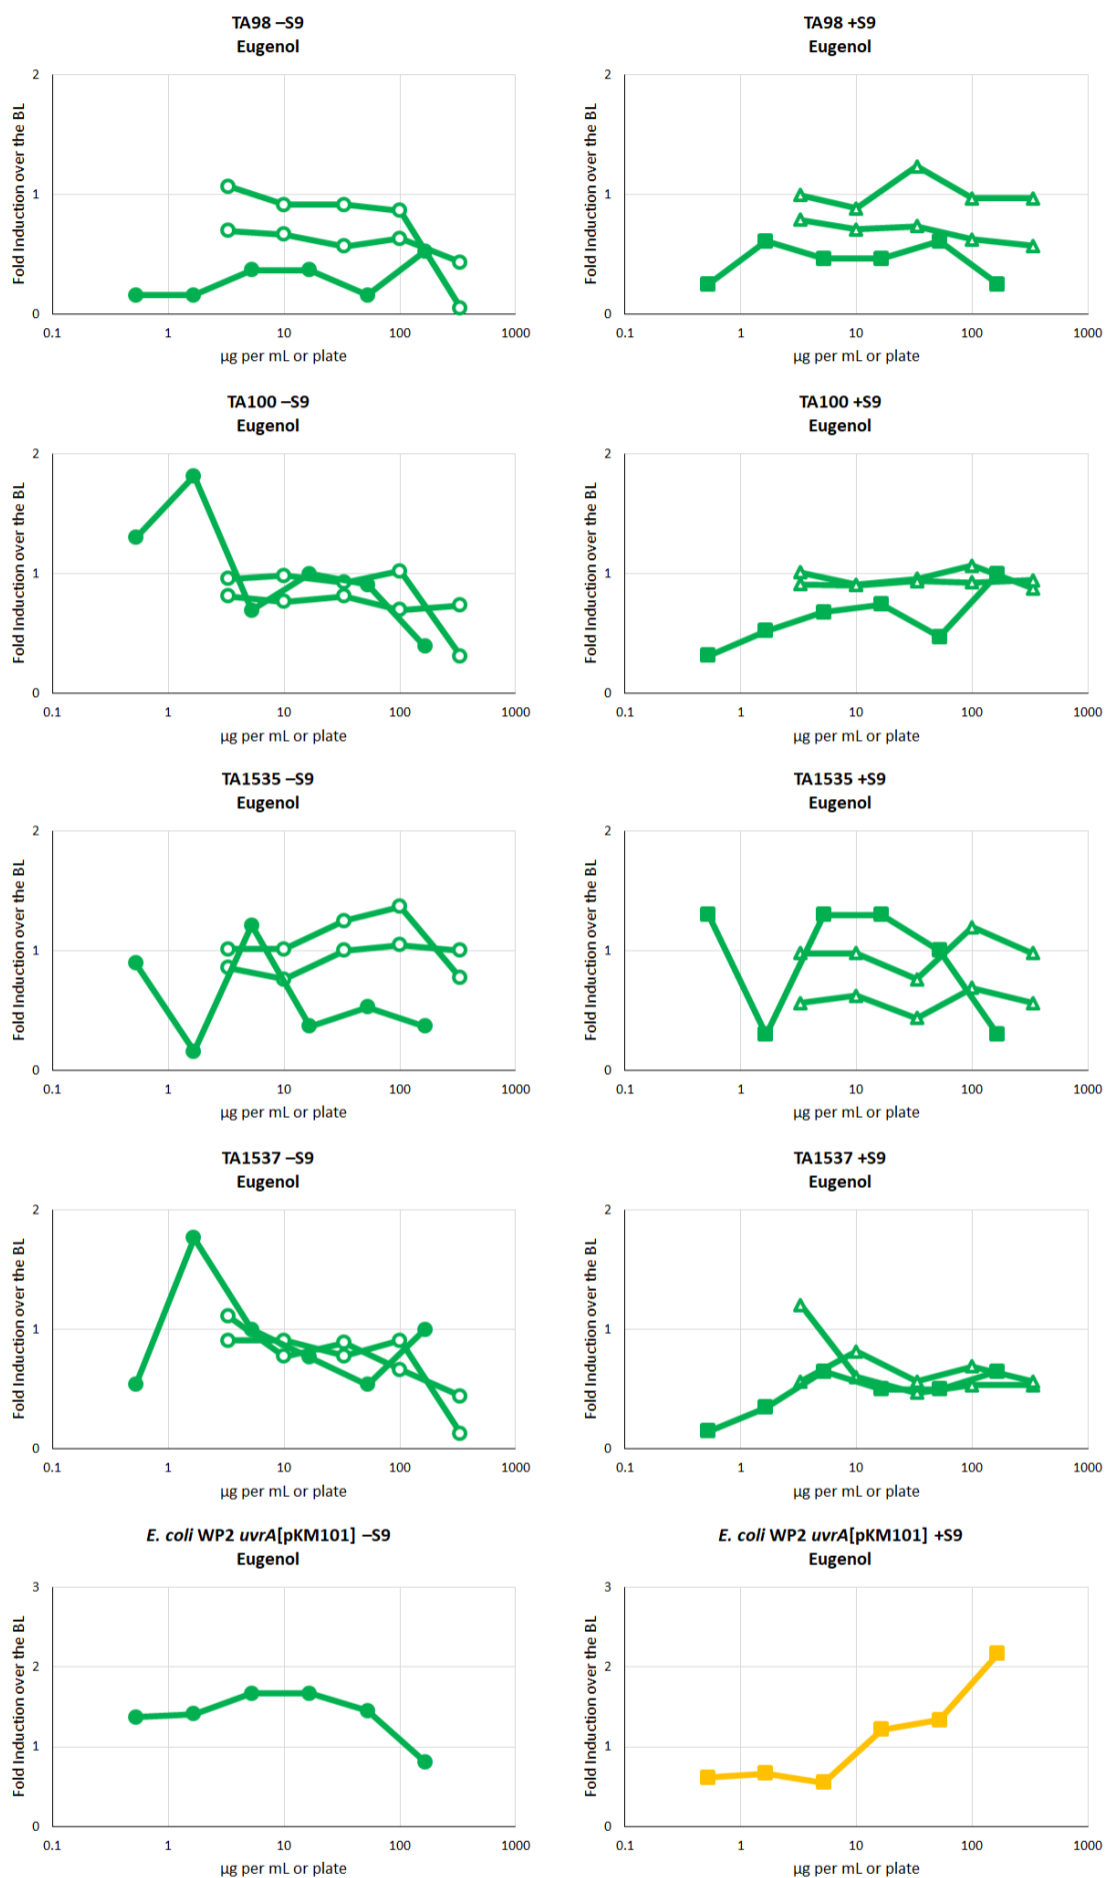 TA98 –S9
Eugenol
Fold Induction over the BL
2
1
0
0.1 1 10 100 1000
µg per mL or plate
TA98 +S9
Eugenol
Fold Induction over the BL
2
1
0
0.1 1 10 100 1000
µg per mL or plate
TA100 –S9
Eugenol
Fold Induction over the BL
2
1
0
0.1 1 10 100 1000
µg per mL or plate
TA100 +S9
Eugenol
Fold Induction over the BL
2
1
0
0.1 1 10 100 1000
µg per mL or plate
TA1535 –S9
Eugenol
Fold Induction over the BL
2
1
0
0.1 1 10 100 1000
µg per mL or plate
TA1535 +S9
Eugenol
Fold Induction over the BL
2
1
0
0.1 1 10 100 1000
µg per mL or plate
TA1537 –S9
Eugenol
Fold Induction over the BL
2
1
0
0.1 1 10 100 1000
µg per mL or plate
TA1537 +S9
Eugenol
Fold Induction over the BL
2
1
0
0.1 1 10 100 1000
µg per mL or plate
E. coli WP2 uvrA[pKM101] –S9
Eugenol
Fold Induction over the BL
3
2
1
0
0.1 1 10 100 1000
µg per mL or plate
E. coli WP2 uvrA[pKM101] +S9
Eugenol
Fold Induction over the BL
3
2
1
0
0.1 1 10 100 1000
µg per mL or plate